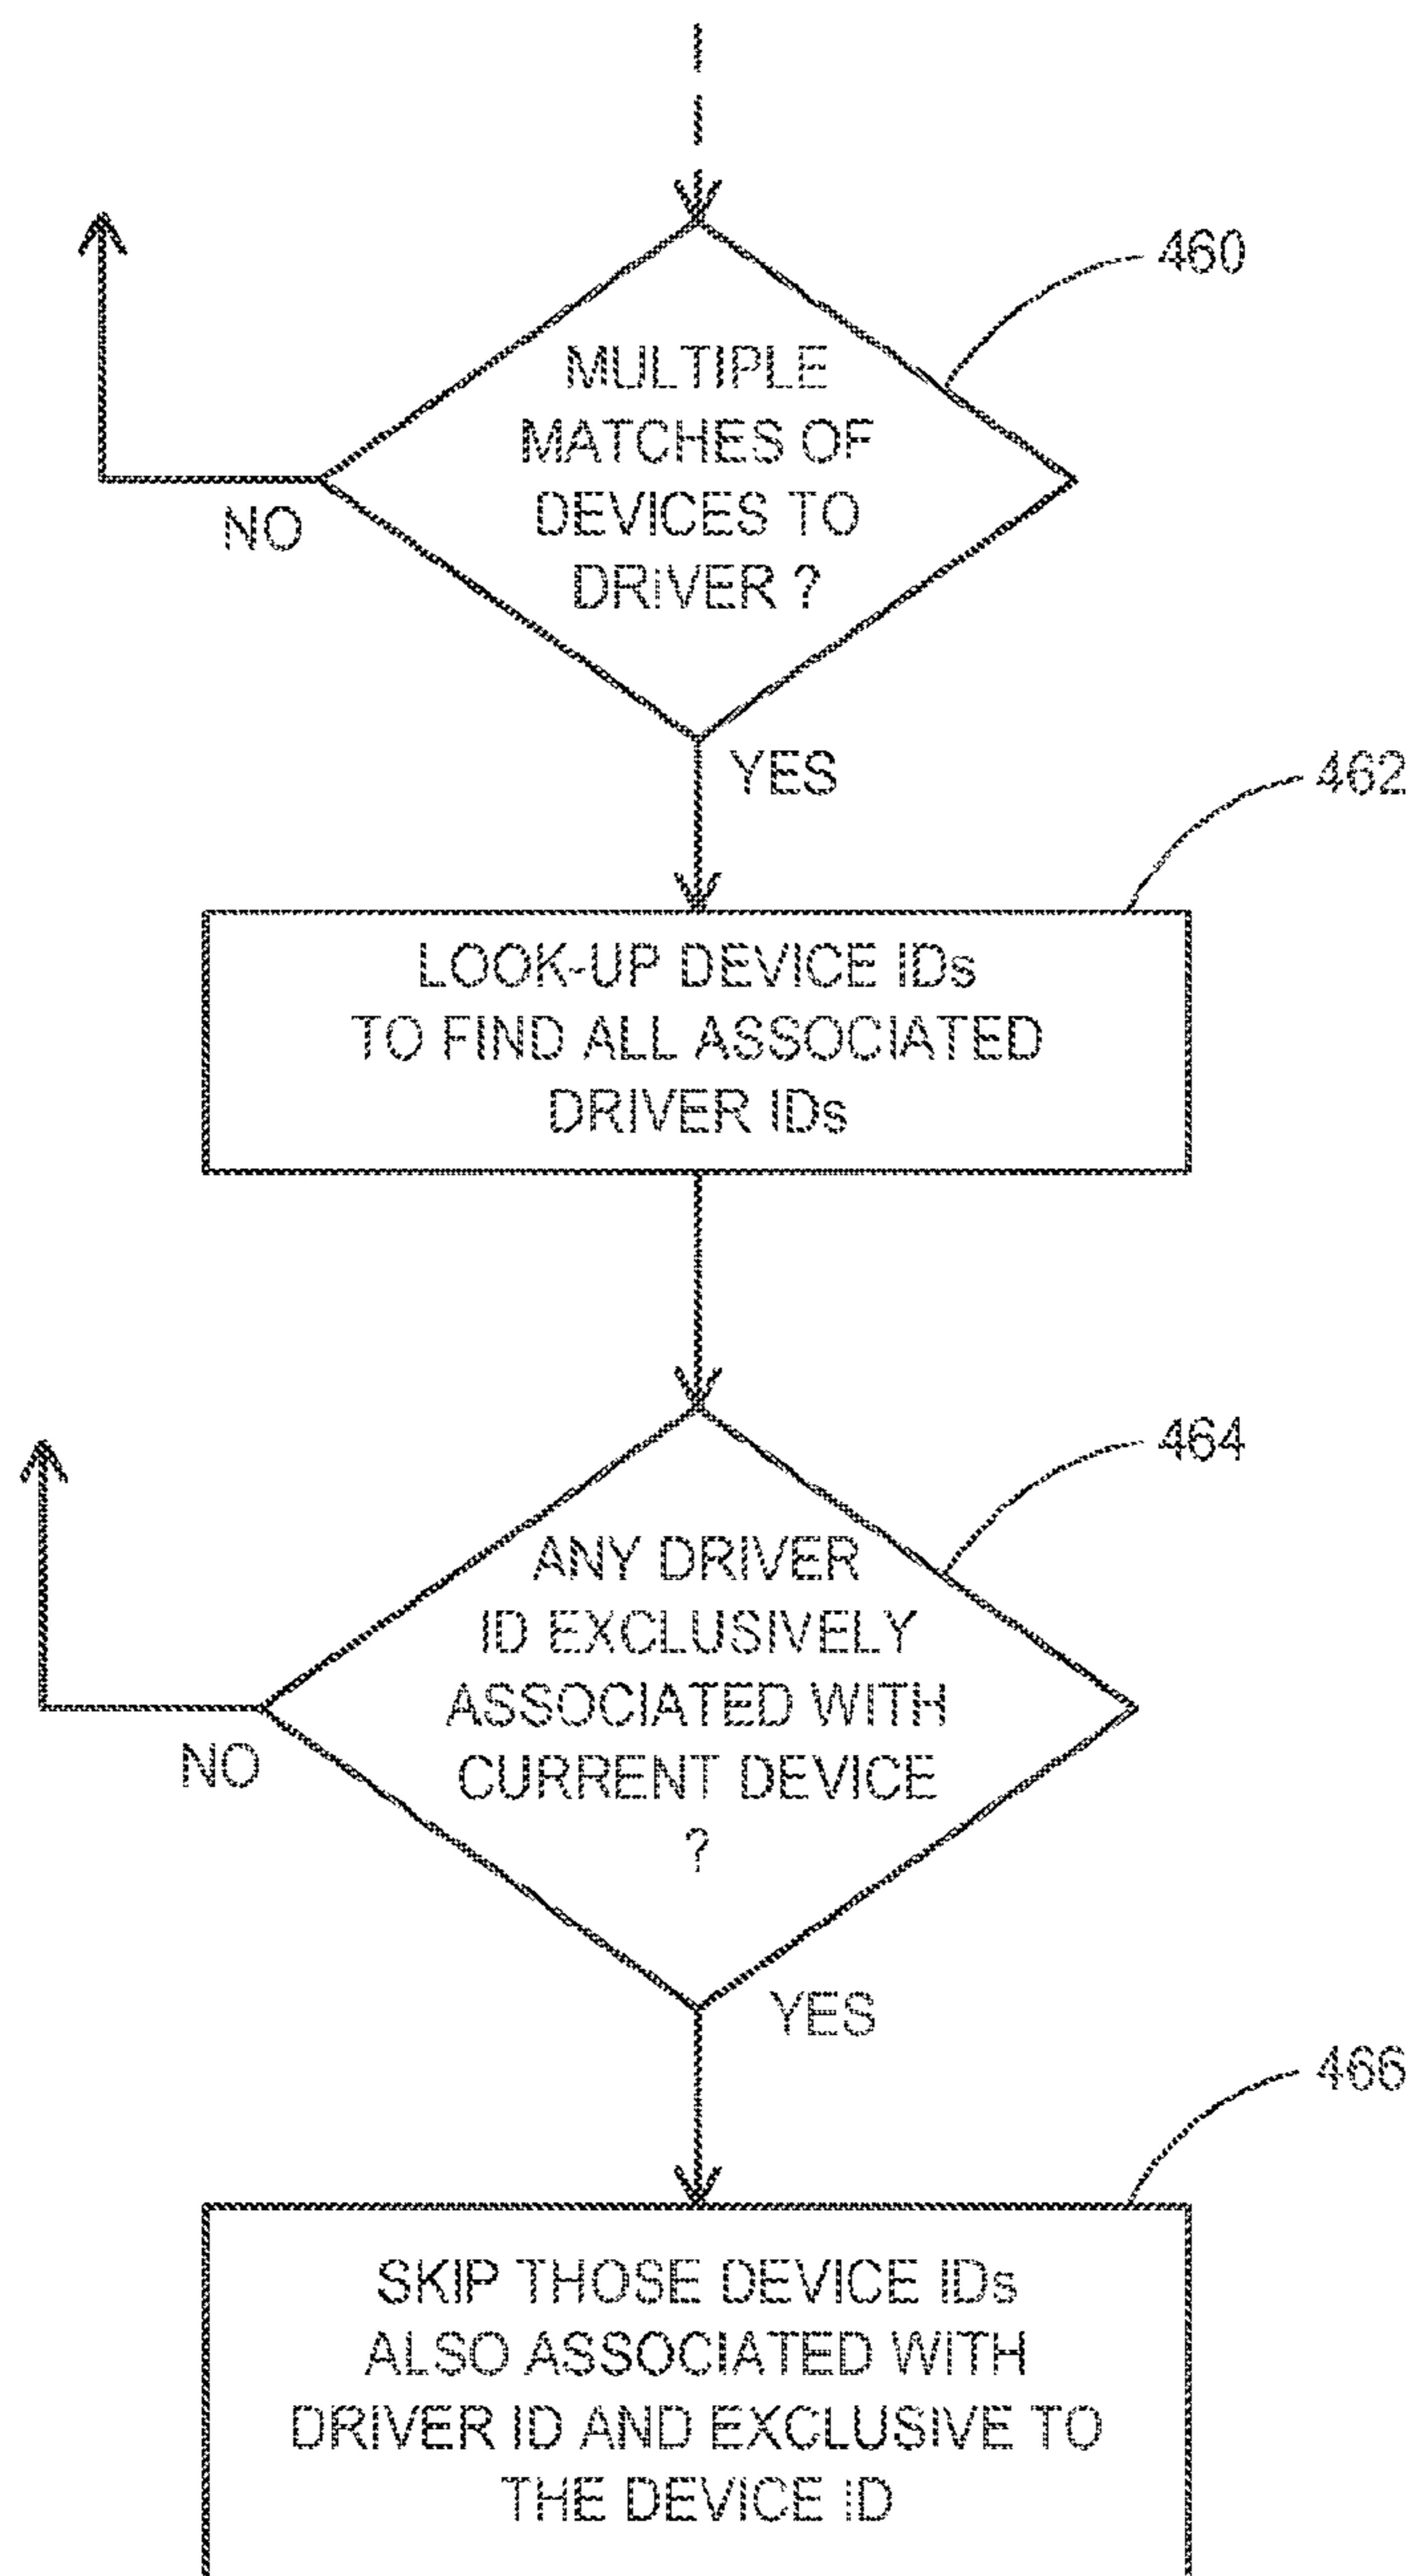 460
MULTIPLE
MATCHES OF
DEVICES TO
DRIVER ?
NO
YES
462
LOOK-UP DEVICE IDs
TO FIND ALL ASSOCIATED
DRIVER IDs
464
ANY DRIVER
ID EXCLUSIVELY
ASSOCIATED WITH
CURRENT DEVICE
?
NO
YES
466
SKIP THOSE DEVICE IDs
ALSO ASSOCIATED WITH
DRIVER ID AND EXCLUSIVE TO
THE DEVICE ID